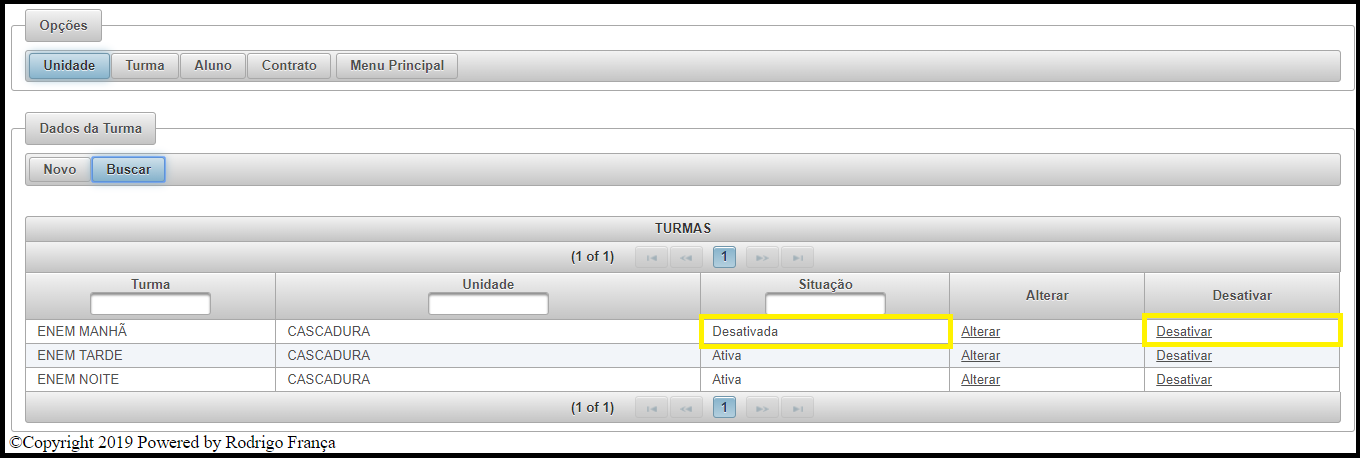 Opções
Unidade Turma Aluno Contrato Menu Principal
Dados da Turma
Novo Buscar
TURMAS
(1 of 1) 1
Turma Unidade Situação Alterar Desativar
ENEM MANHÃ CASCADURA Desativada Alterar Desativar
ENEM TARDE CASCADURA Ativa Alterar Desativar
ENEM NOITE CASCADURA Ativa Alterar Desativar
(1 of 1) 1
©Copyright 2019 Powered by Rodrigo França